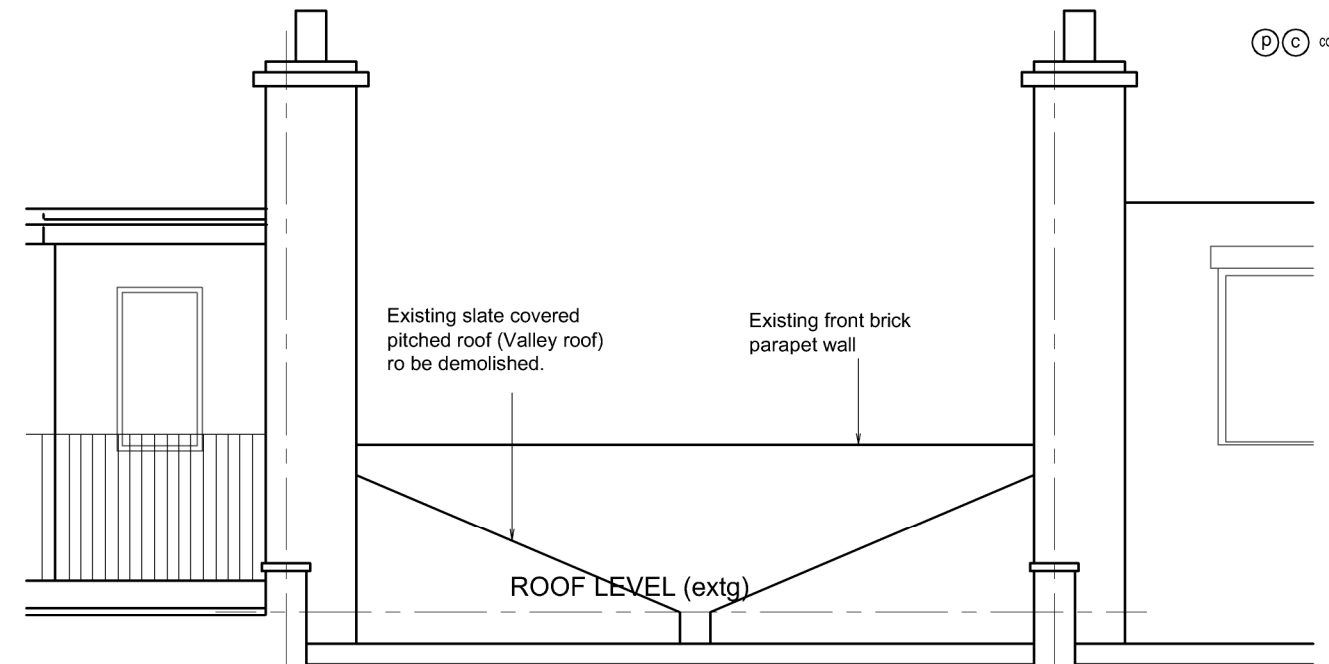 p c
Existing slate covered
pitched roof (Valley roof)
ro be demolished.
Existing front brick
parapet wall
ROOF LEVEL (extg)